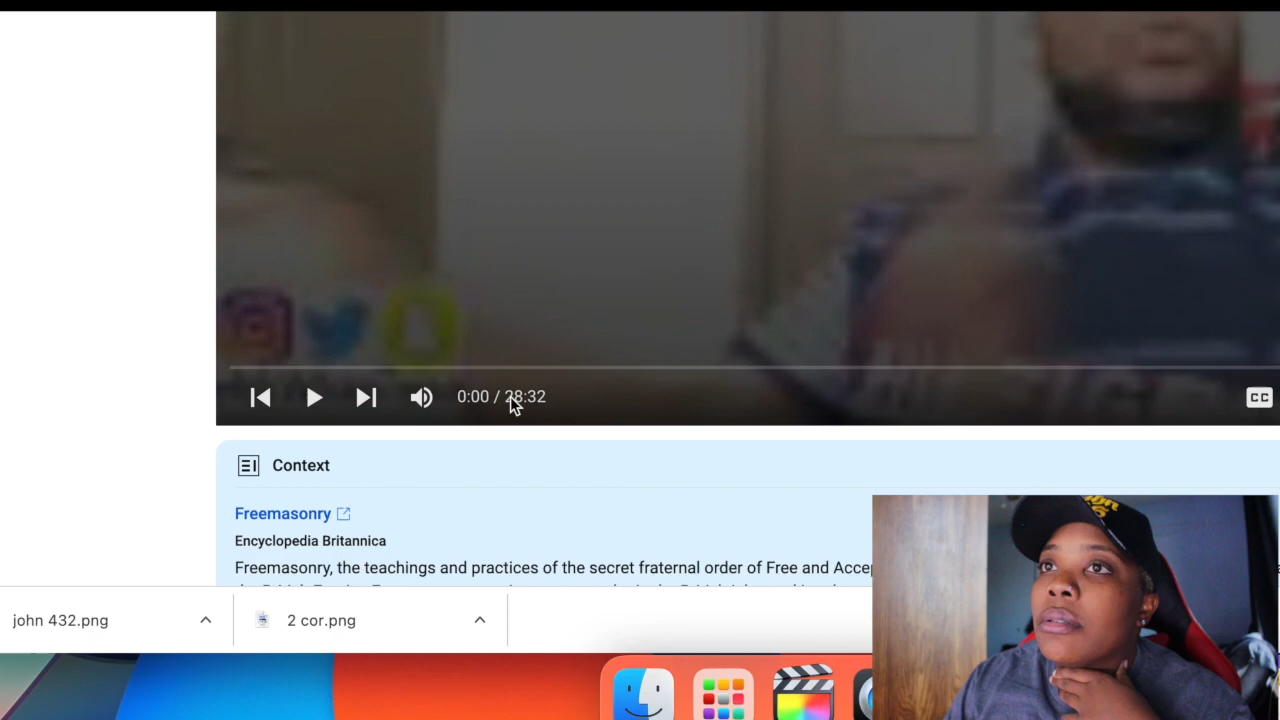 0:00 / 28:32
CC
Context
Freemasonry
Encyclopedia Britannica
Freemasonry, the teachings and practices of the secret fraternal order of Free and
john 432.png
2 cor.png